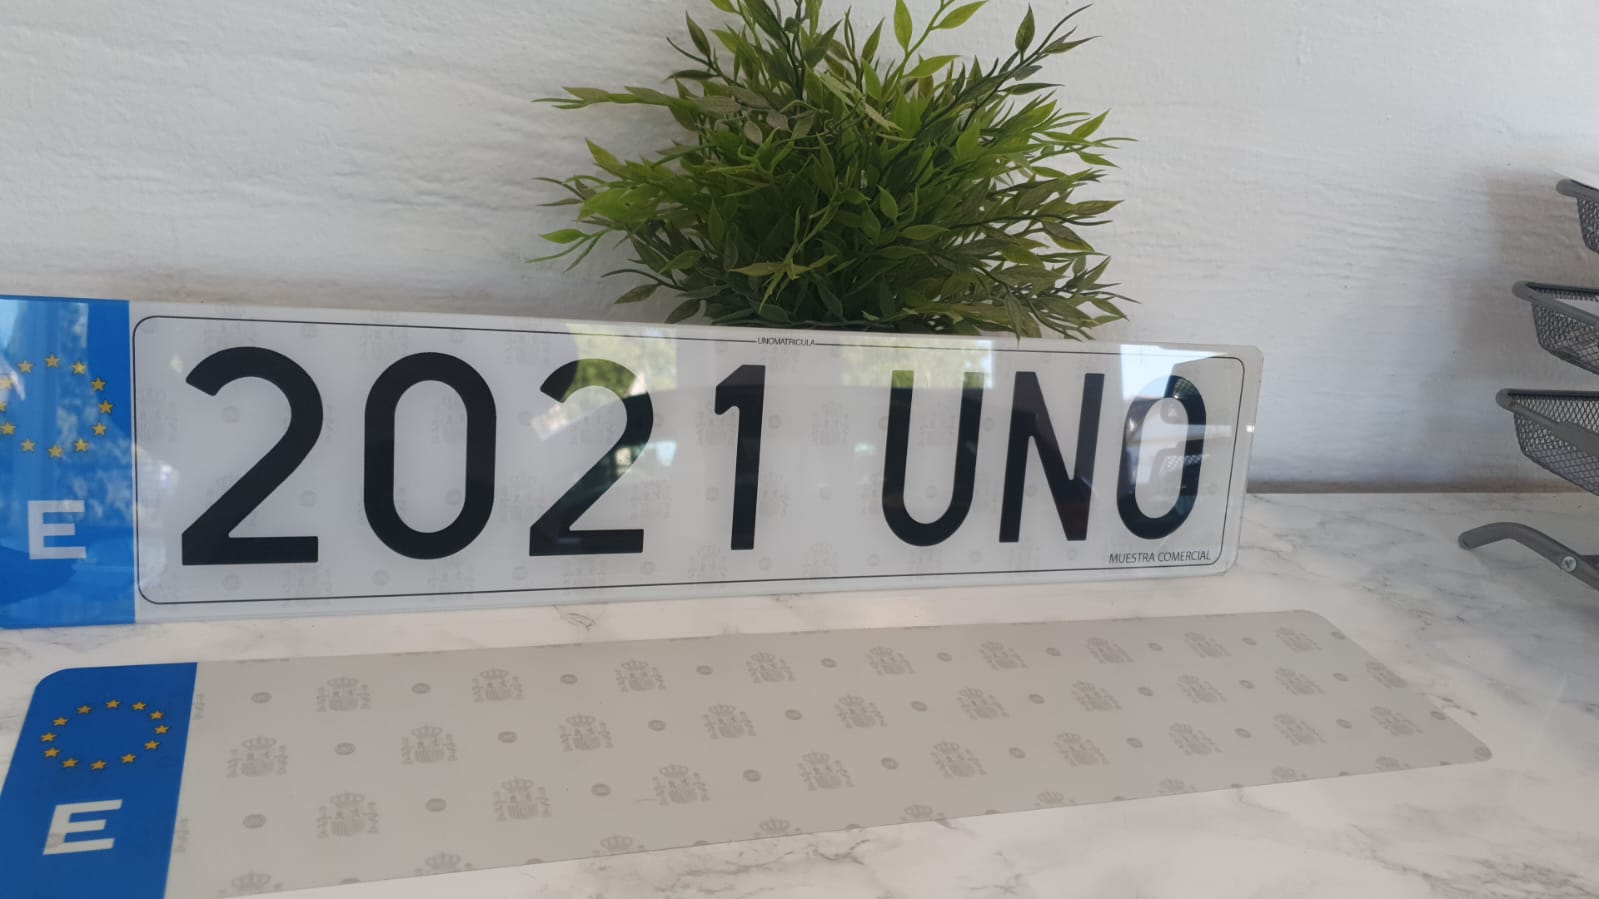 UNOMATRICULA
2021 UNO
E
MUESTRA COMERCIAL
E